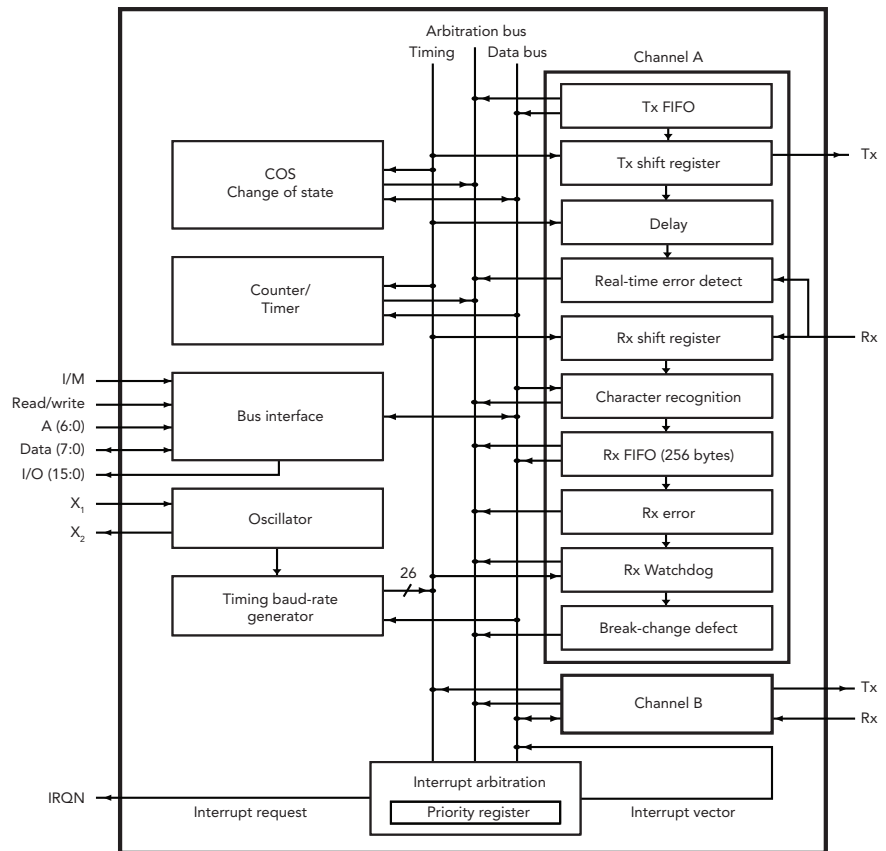 Arbitration bus
Timing
Data bus
Channel A
Tx FIFO
Tx shift register
Tx
COS
Change of state
Delay
Real-time error detect
Counter/
Timer
Rx shift register
Rx
I/M
Read/write
A (6:0)
Data (7:0)
I/O (15:0)
Bus interface
Character recognition
Rx FIFO (256 bytes)
X₁
X₂
Oscillator
Rx error
26
Timing baud-rate
generator
Rx Watchdog
Break-change defect
Channel B
Tx
Rx
Interrupt arbitration
Priority register
IRQN
Interrupt request
Interrupt vector